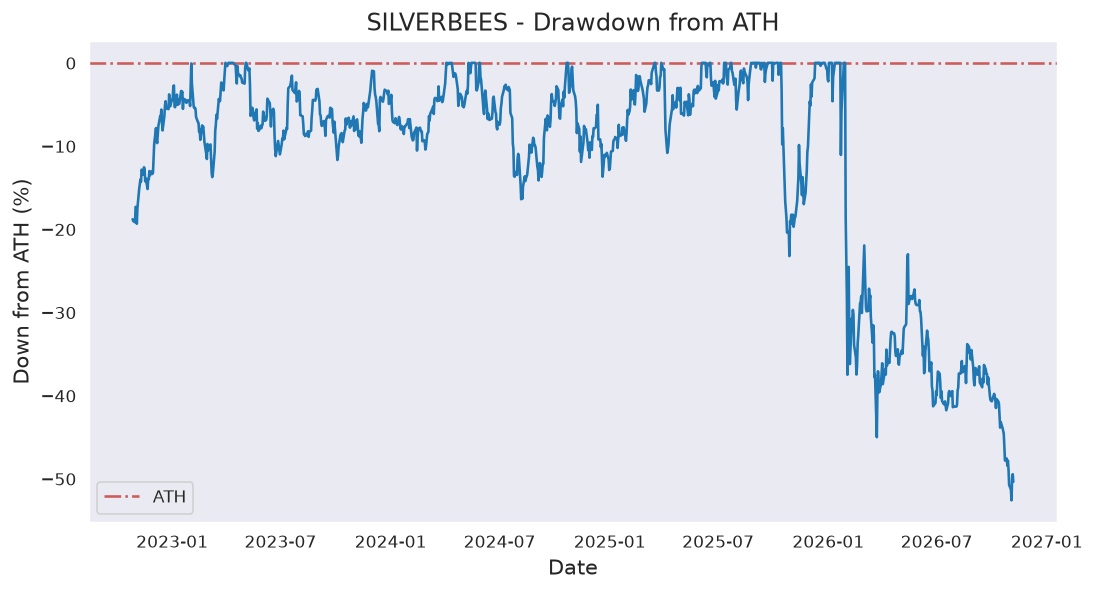 SILVERBEES - Drawdown from ATH
Down from ATH (%)
0
−10
−20
−30
−40
−50
ATH
2023-01 2023-07 2024-01 2024-07 2025-01 2025-07 2026-01 2026-07 2027-01
Date